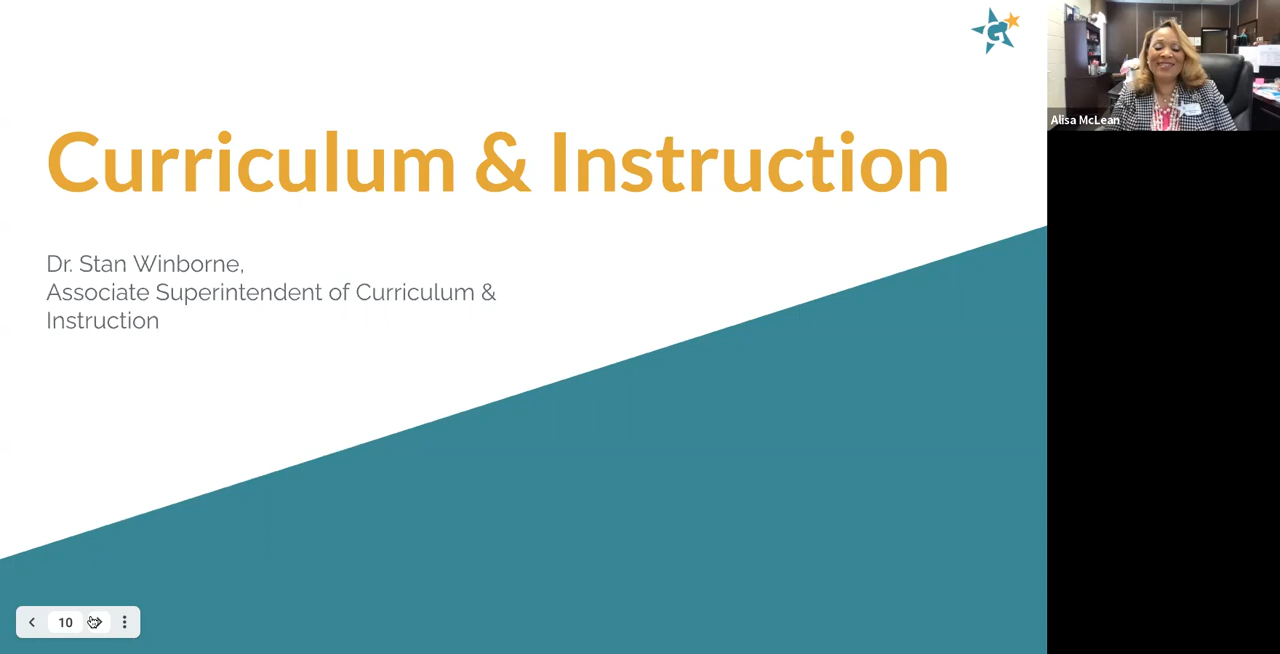 G
Curriculum & Instruction
Dr. Stan Winborne,
Associate Superintendent of Curriculum &
Instruction
Alisa McLean
10